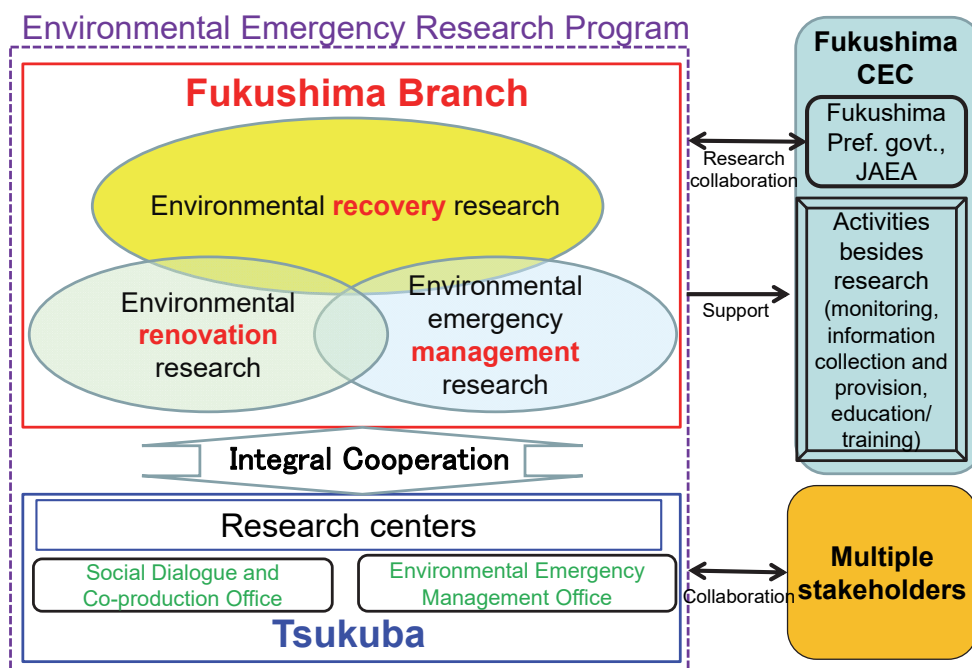 Environmental Emergency Research Program
Fukushima Branch
Environmental recovery research
Environmental
renovation
research
Environmental
emergency
management
research
Integral Cooperation
Research centers
Social Dialogue and
Co-production Office
Environmental Emergency
Management Office
Tsukuba
Research
collaboration
Support
Collaboration
Fukushima
CEC
Fukushima
Pref. govt.,
JAEA
Activities
besides
research
(monitoring,
information
collection and
provision,
education/
training)
Multiple
stakeholders